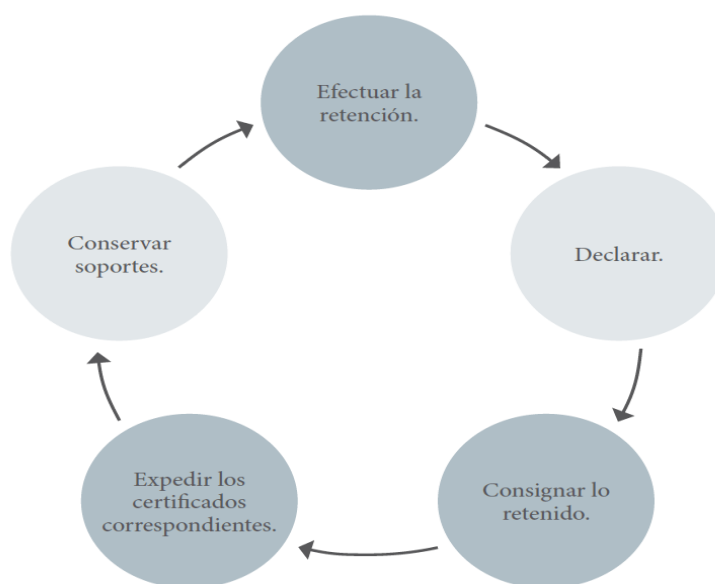 Efectuar la
retención.
Declarar.
Consignar lo
retenido.
Expedir los
certificados
correspondientes.
Conservar
soportes.